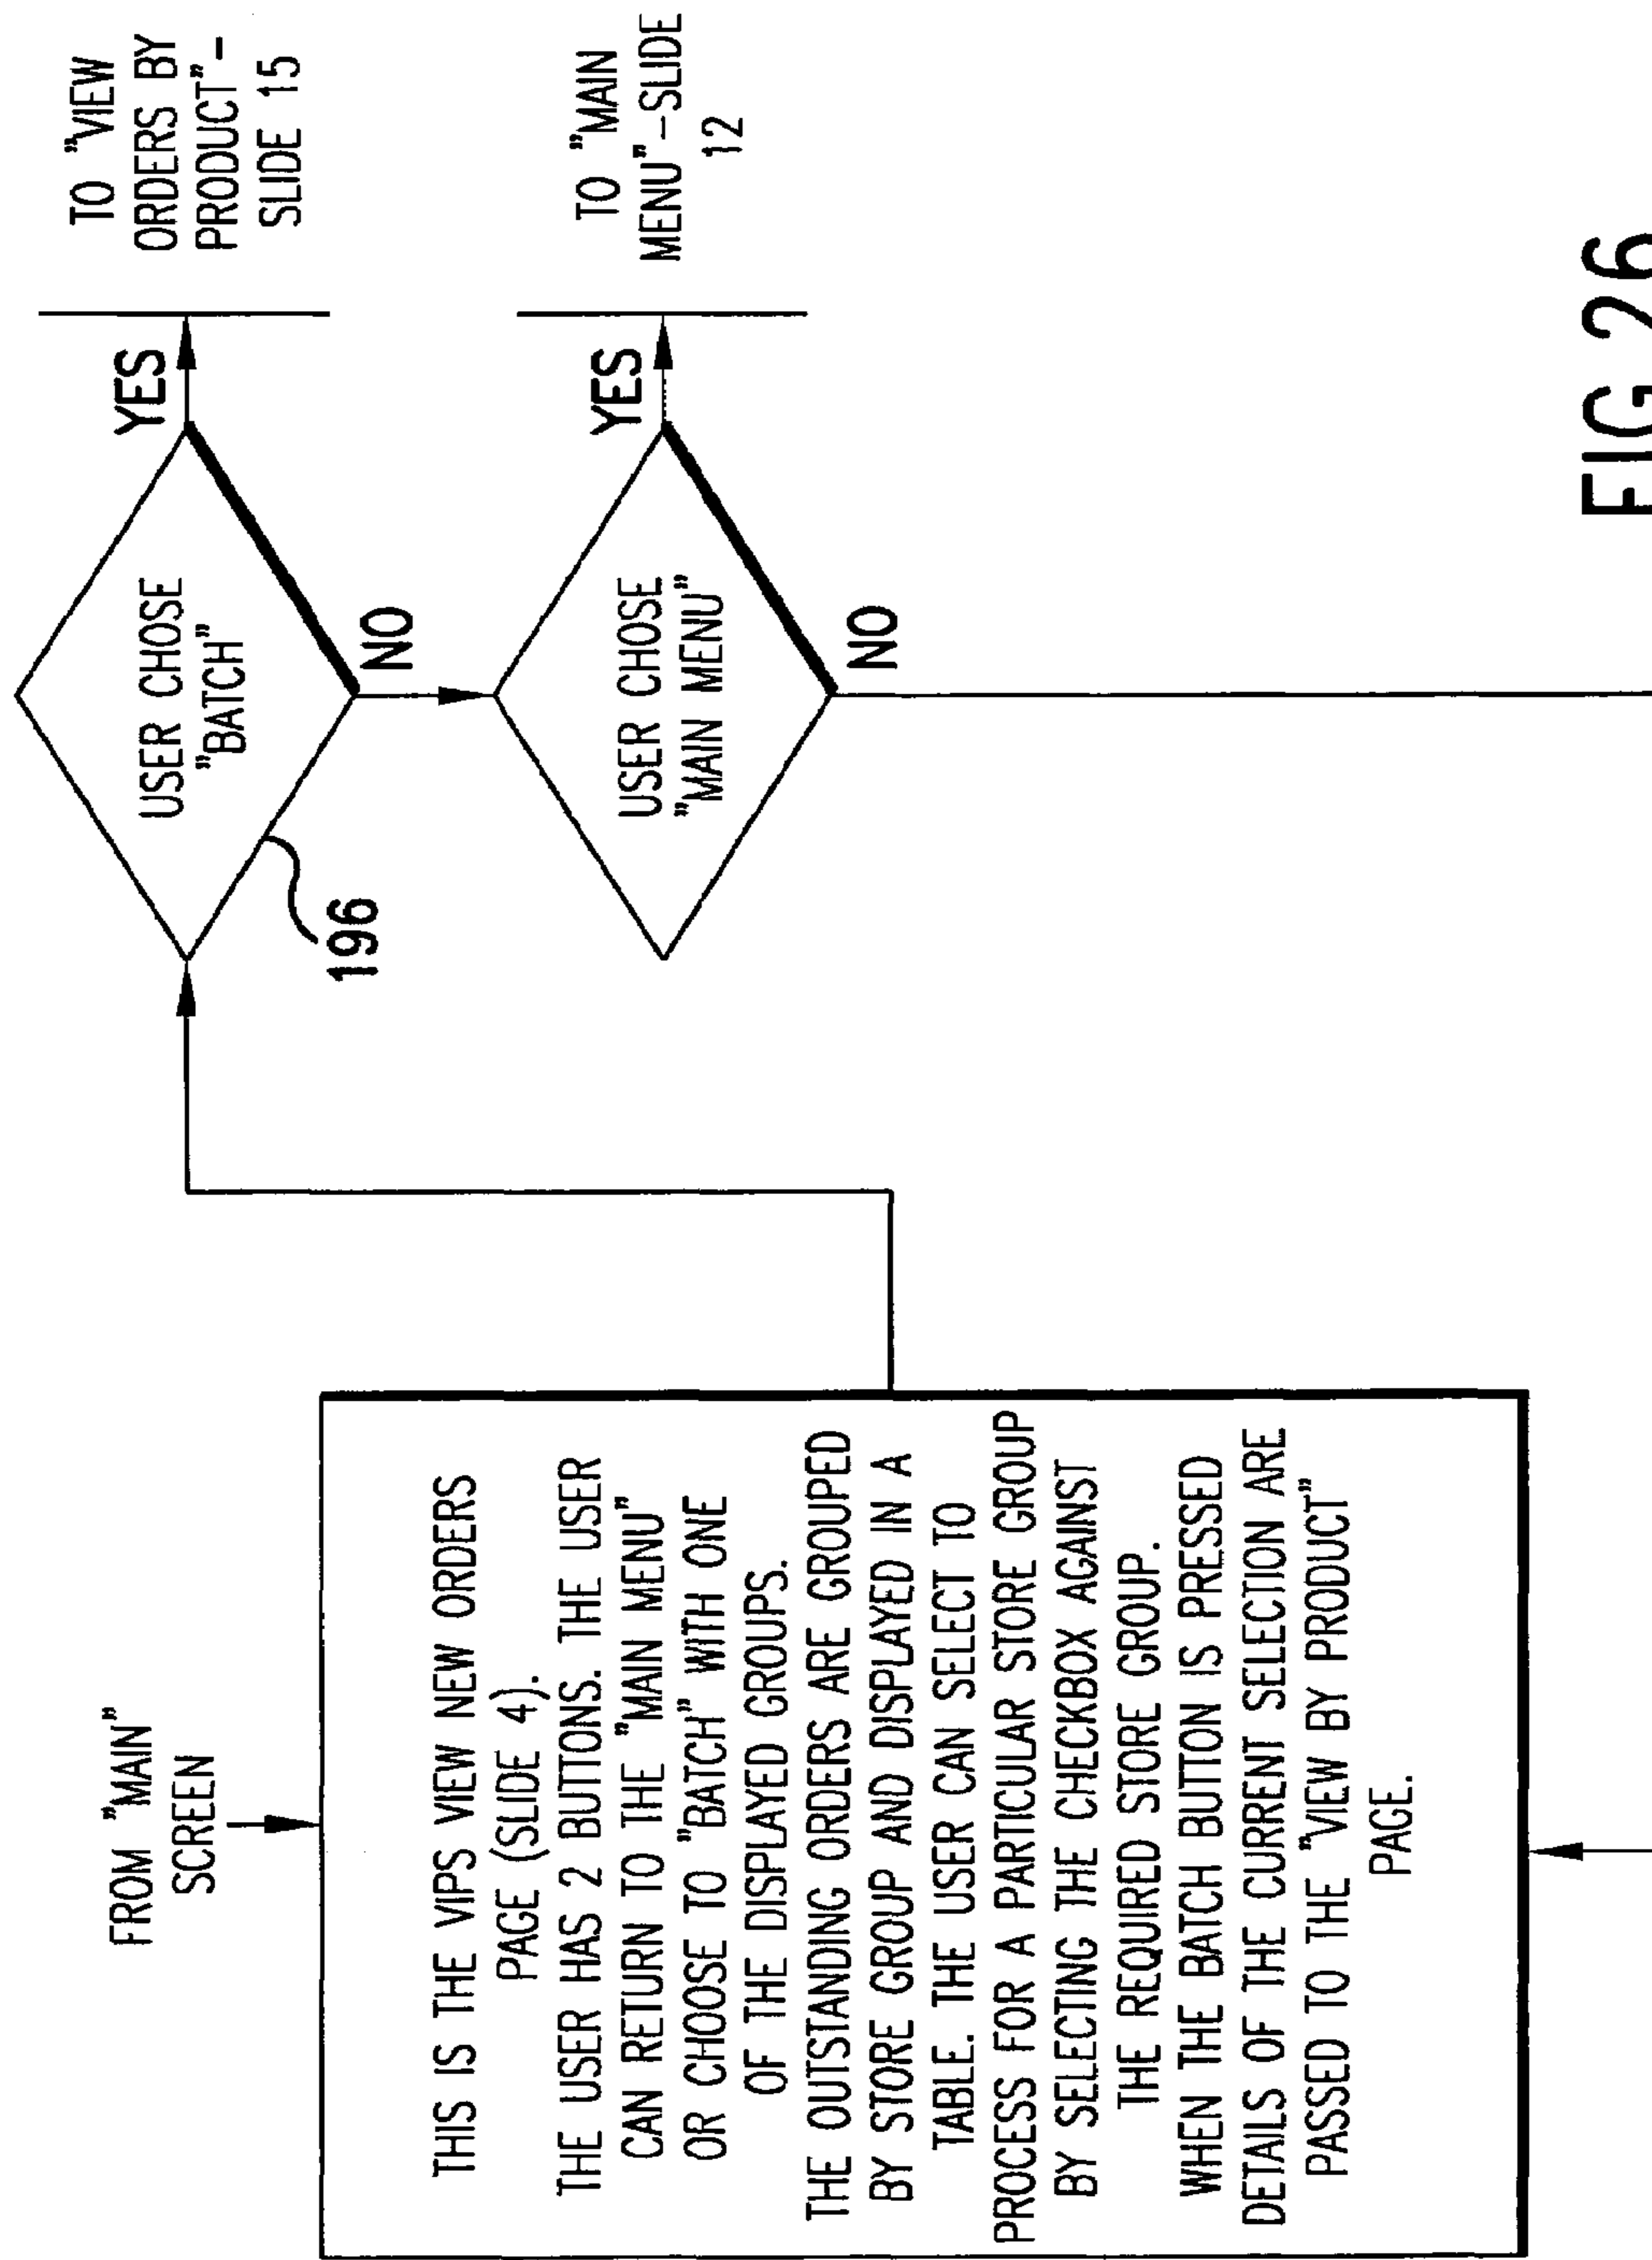 FROM "MAIN"
SCREEN
THIS IS THE VIPS VIEW NEW ORDERS
PAGE (SLIDE 4).
THE USER HAS 2 BUTTONS. THE USER
CAN RETURN TO THE "MAIN MENU"
OR CHOOSE TO "BATCH" WITH ONE
OF THE DISPLAYED GROUPS.
THE OUTSTANDING ORDERS ARE GROUPED
BY STORE GROUP AND DISPLAYED IN A
TABLE. THE USER CAN SELECT TO
PROCESS FOR A PARTICULAR STORE GROUP
BY SELECTING THE CHECKBOX AGAINST
THE REQUIRED STORE GROUP.
WHEN THE BATCH BUTTON IS PRESSED
DETAILS OF THE CURRENT SELECTION ARE
PASSED TO THE "VIEW BY PRODUCT"
PAGE.
USER CHOSE
"BATCH"
196
YES
NO
TO "VIEW
ORDERS BY
PRODUCT"-
SLIDE 15
USER CHOSE
"MAIN MENU"
YES
NO
TO "MAIN
MENU"-SLIDE
12
FIG 26